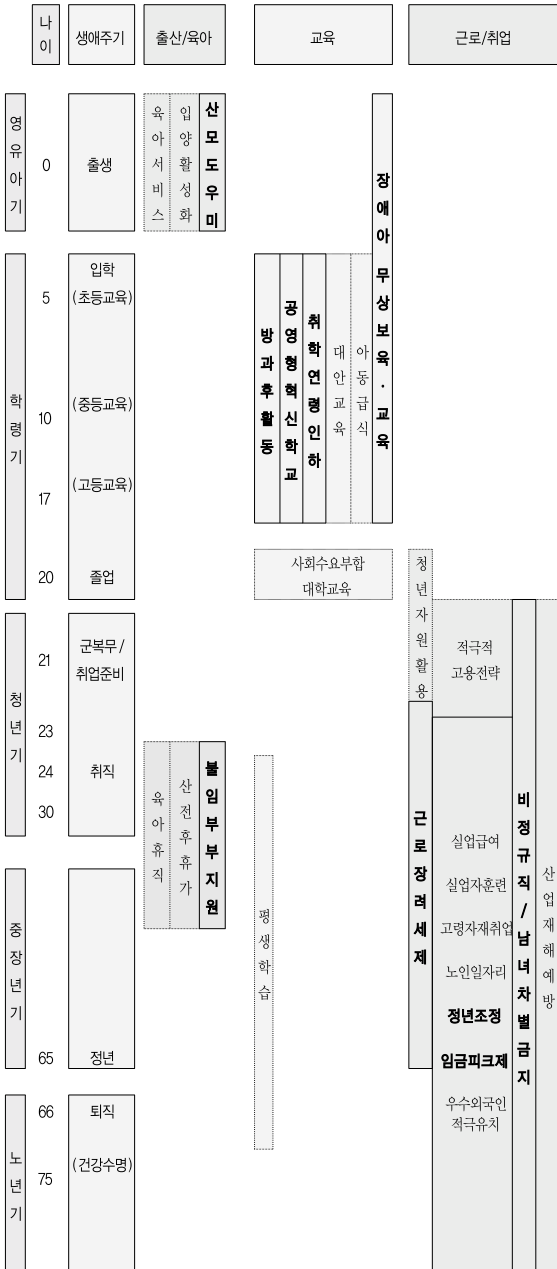 나이
생애주기
출산/육아
교육
근로/취업
영유아기
0
출생
육아서비스
입양활성화
산모도우미
장애아 무상보육·교육
학령기
5
입학
(초등교육)
10
(중등교육)
17
(고등교육)
20
졸업
방과후활동
공영형혁신학교
취학연령인하
대안교육
아동급식
사회수요부합
대학교육
청년자원활용
청년기
21
군복무 /
취업준비
23
24
취직
30
육아휴직
산전후휴가
불임부부지원
평생학습
적극적
고용전략
근로장려세제
실업급여
실업자훈련
고령자재취업
노인일자리
정년조정
임금피크제
우수외국인
적극유치
비정규직/남녀차별금지
산업재해예방
중장년기
65
정년
노년기
66
퇴직
75
(건강수명)